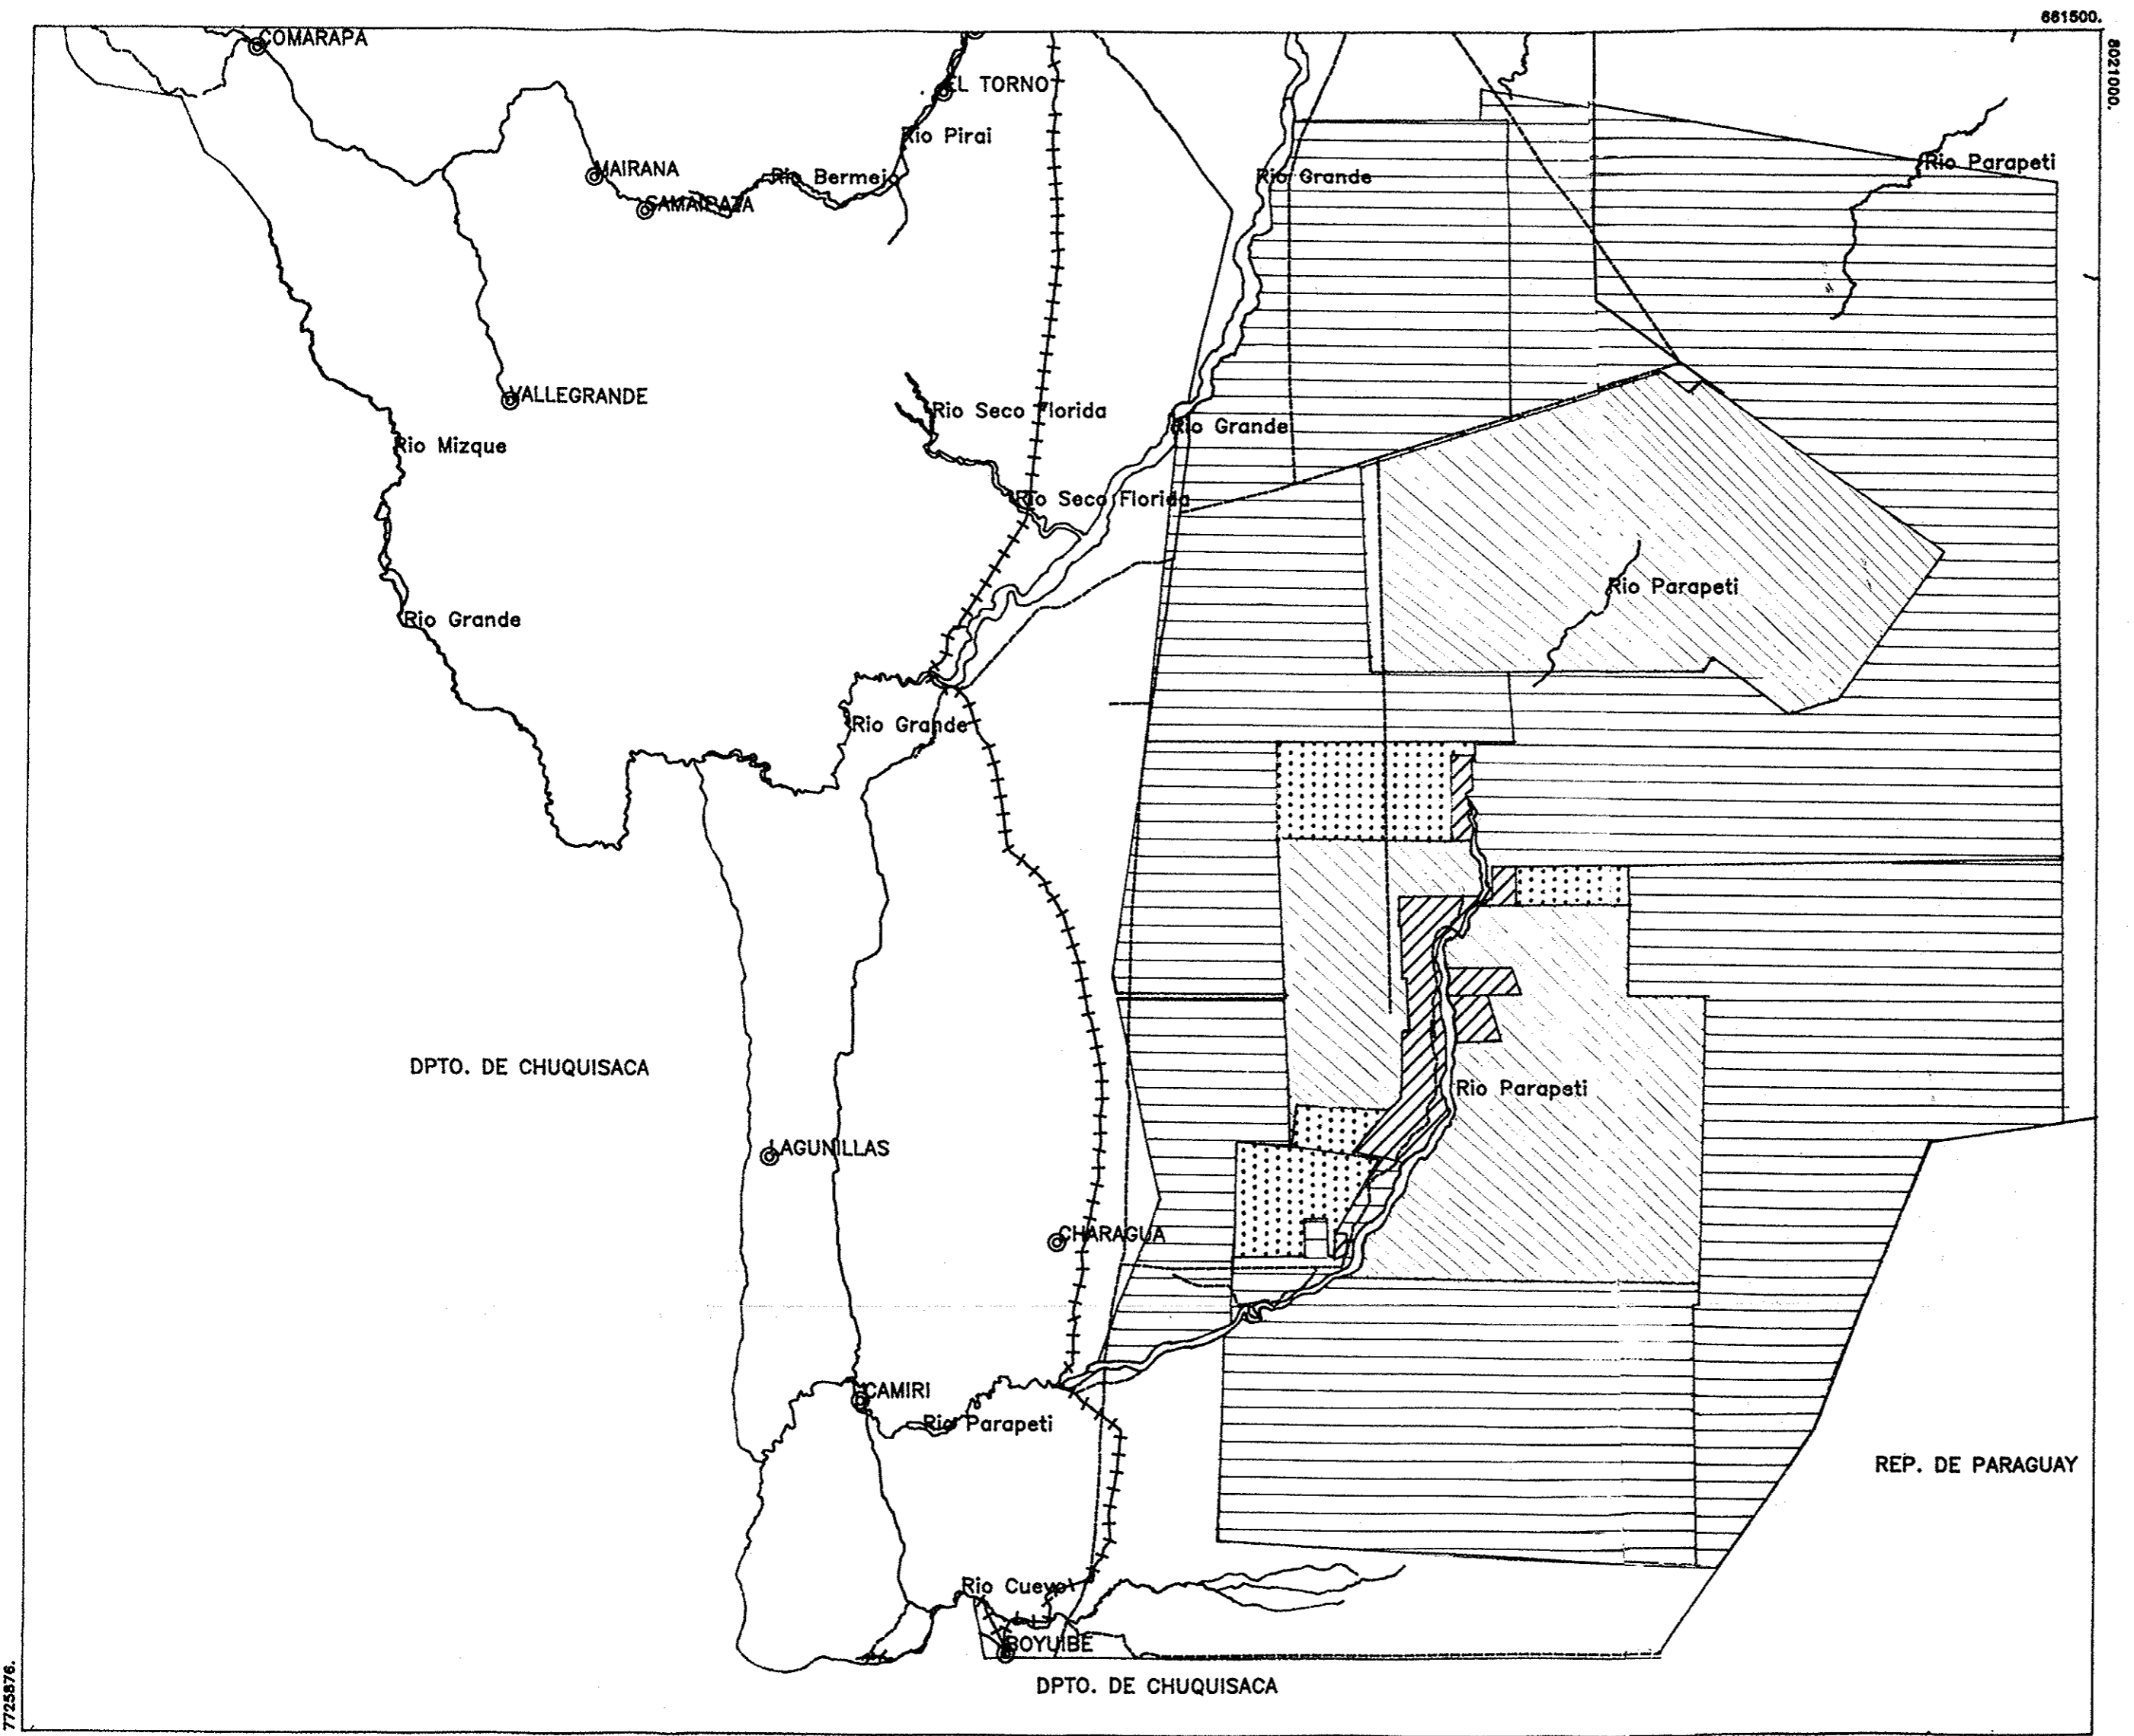 661500.
8021000.
COMARAPA
EL TORNO
Rio Pirai
MAIRANA
Rio Bermejo
SAMAIPATA
Rio Grande
Rio Parapeti
VALLEGRANDE
Rio Seco Florida
Rio Grande
Rio Mizque
Rio Seco Florida
Rio Parapeti
Rio Grande
Rio Grande
DPTO. DE CHUQUISACA
Rio Parapeti
LAGUNILLAS
CHARAGUA
CAMIRI
Rio Parapeti
REP. DE PARAGUAY
Rio Cuevo
BOYUIBE
DPTO. DE CHUQUISACA
7725876.